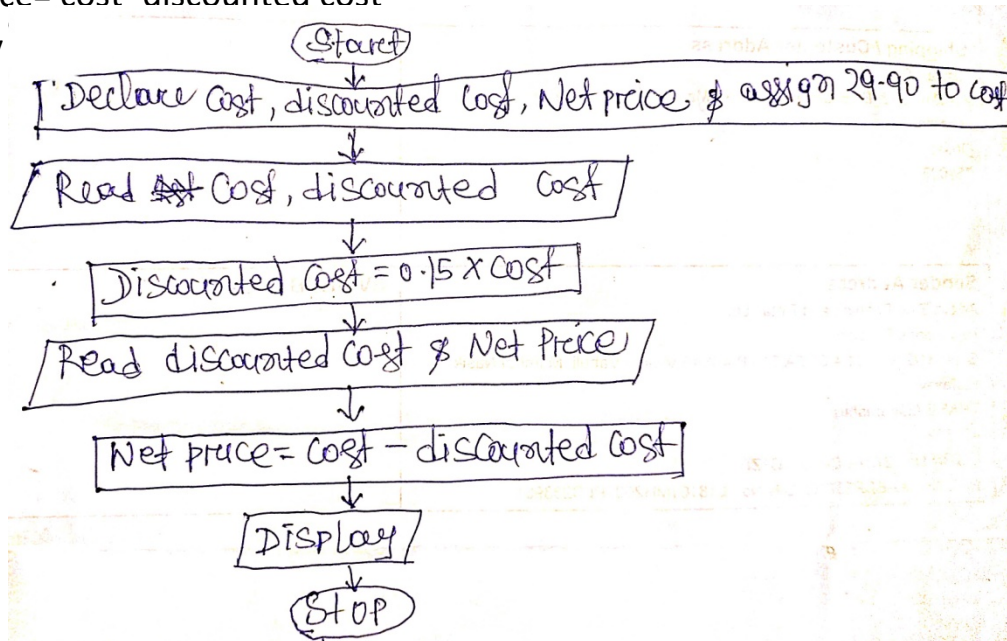 ce= cost- discounted cost
Start
Declare Cost, discounted Cost, Net price & assign 29.90 to cost
Read Cost, discounted Cost
Discounted Cost = 0.15 X Cost
Read discounted Cost & Net Price
Net price = Cost - discounted Cost
DISPlay
StoP